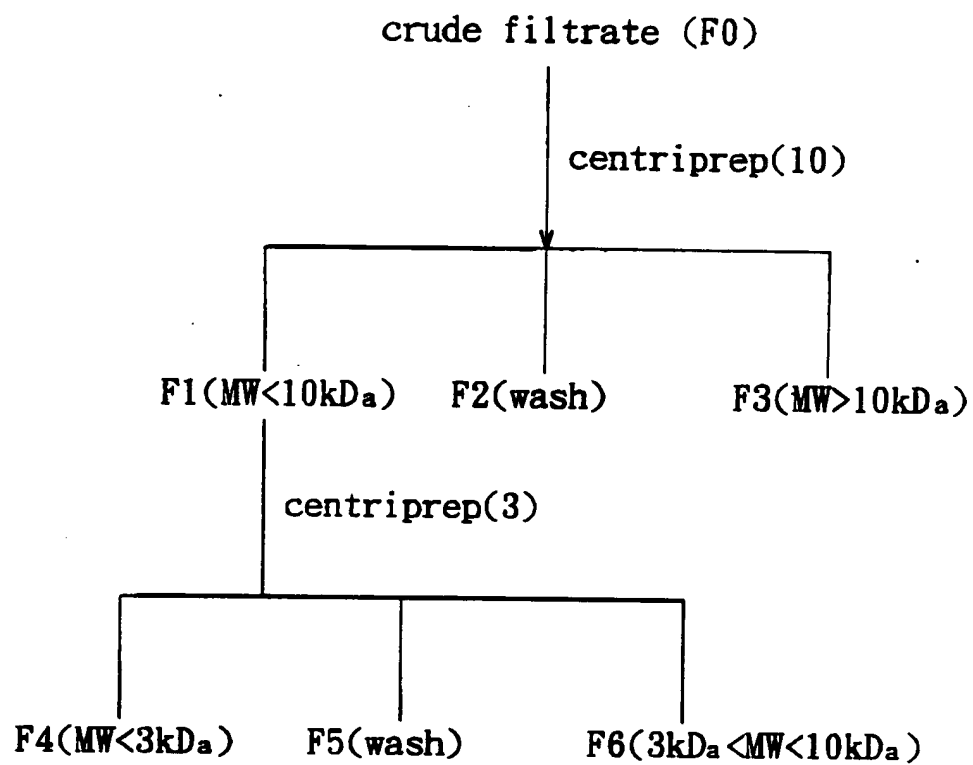 crude filtrate (F0)
centriprep(10)
F1(MW<10kDa) F2(wash) F3(MW>10kDa)
centriprep(3)
F4(MW<3kDa) F5(wash) F6(3kDa<MW<10kDa)